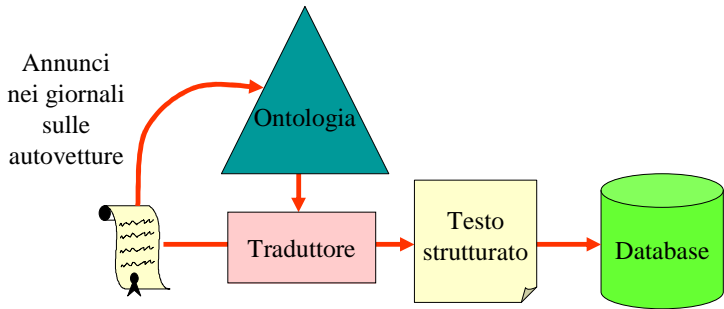 Annunci
nei giornali
sulle
autovetture
Ontologia
Traduttore
Testo
strutturato
Database